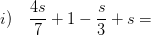 i) 4s/7 + 1 − s/3 + s =